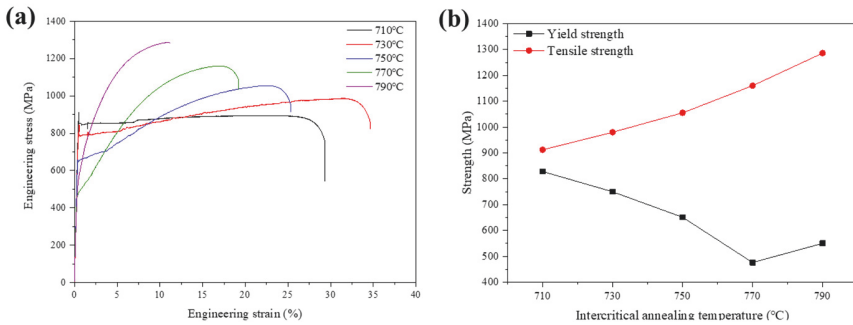 (a)
1400
1200
1000
800
600
400
200
0
Engineering stress (MPa)
710℃
730℃
750℃
770℃
790℃
0 5 10 15 20 25 30 35 40
Engineering strain (%)
(b)
1400
1300
1200
1100
1000
900
800
700
600
500
400
Strength (MPa)
Yield strength
Tensile strength
710 730 750 770 790
Intercritical annealing temperature (℃)